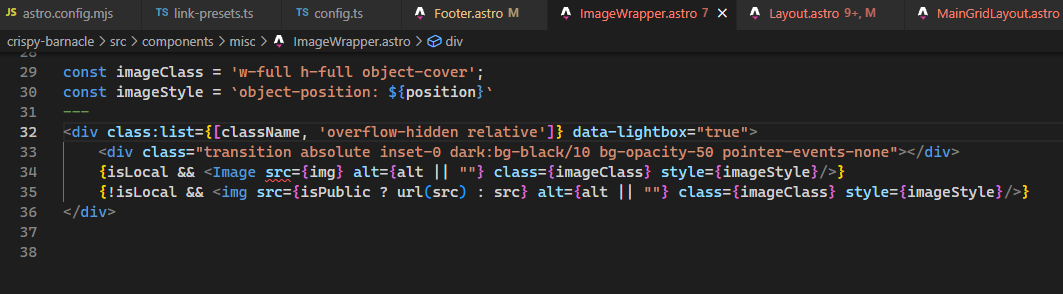 astro.config.mjs
link-presets.ts
config.ts
Footer.astro M
ImageWrapper.astro 7
Layout.astro 9+, M
MainGridLayout.astro
crispy-barnacle > src > components > misc > ImageWrapper.astro > div
28
29 const imageClass = 'w-full h-full object-cover';
30 const imageStyle = `object-position: ${position}`
31 ---
32 <div class:list={[className, 'overflow-hidden relative']} data-lightbox="true">
33     <div class="transition absolute inset-0 dark:bg-black/10 bg-opacity-50 pointer-events-none"></div>
34     {isLocal && <Image src={img} alt={alt || ""} class={imageClass} style={imageStyle}/>}
35     {!isLocal && <img src={isPublic ? url(src) : src} alt={alt || ""} class={imageClass} style={imageStyle}/>}
36 </div>
37
38